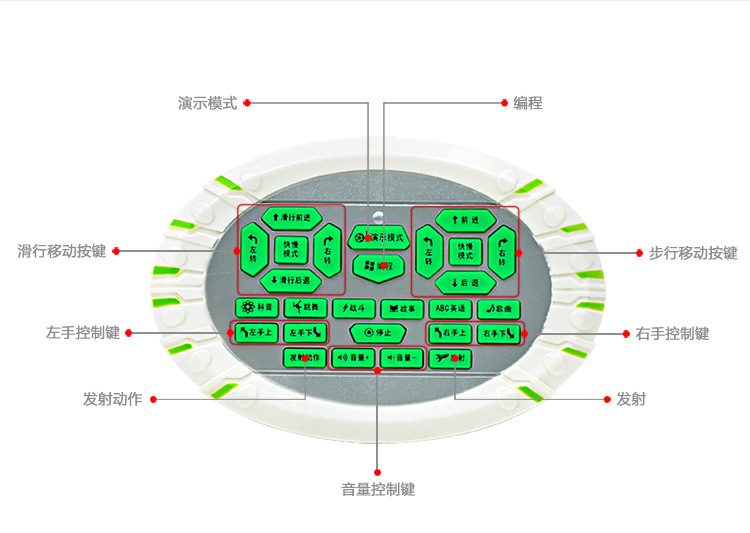 演示模式
编程
滑行移动按键
步行移动按键
左手控制键
右手控制键
发射动作
发射
音量控制键
滑行前进
左转
快慢模式
右转
滑行后退
演示模式
编程
前进
左转
快慢模式
右转
后退
科普
跳舞
战斗
故事
ABC英语
歌曲
左手上
左手下
停止
右手上
右手下
发射动作
音量+
音量-
发射